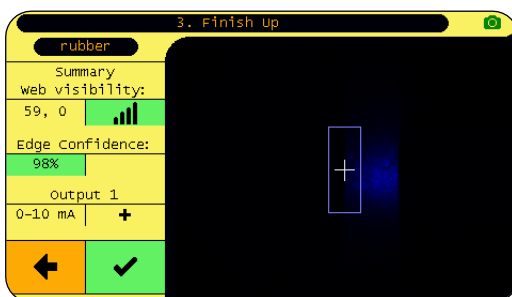 3. Finish Up
rubber
Summary
Web visibility:
59, 0
Edge Confidence:
98%
Output 1
0-10 mA
+